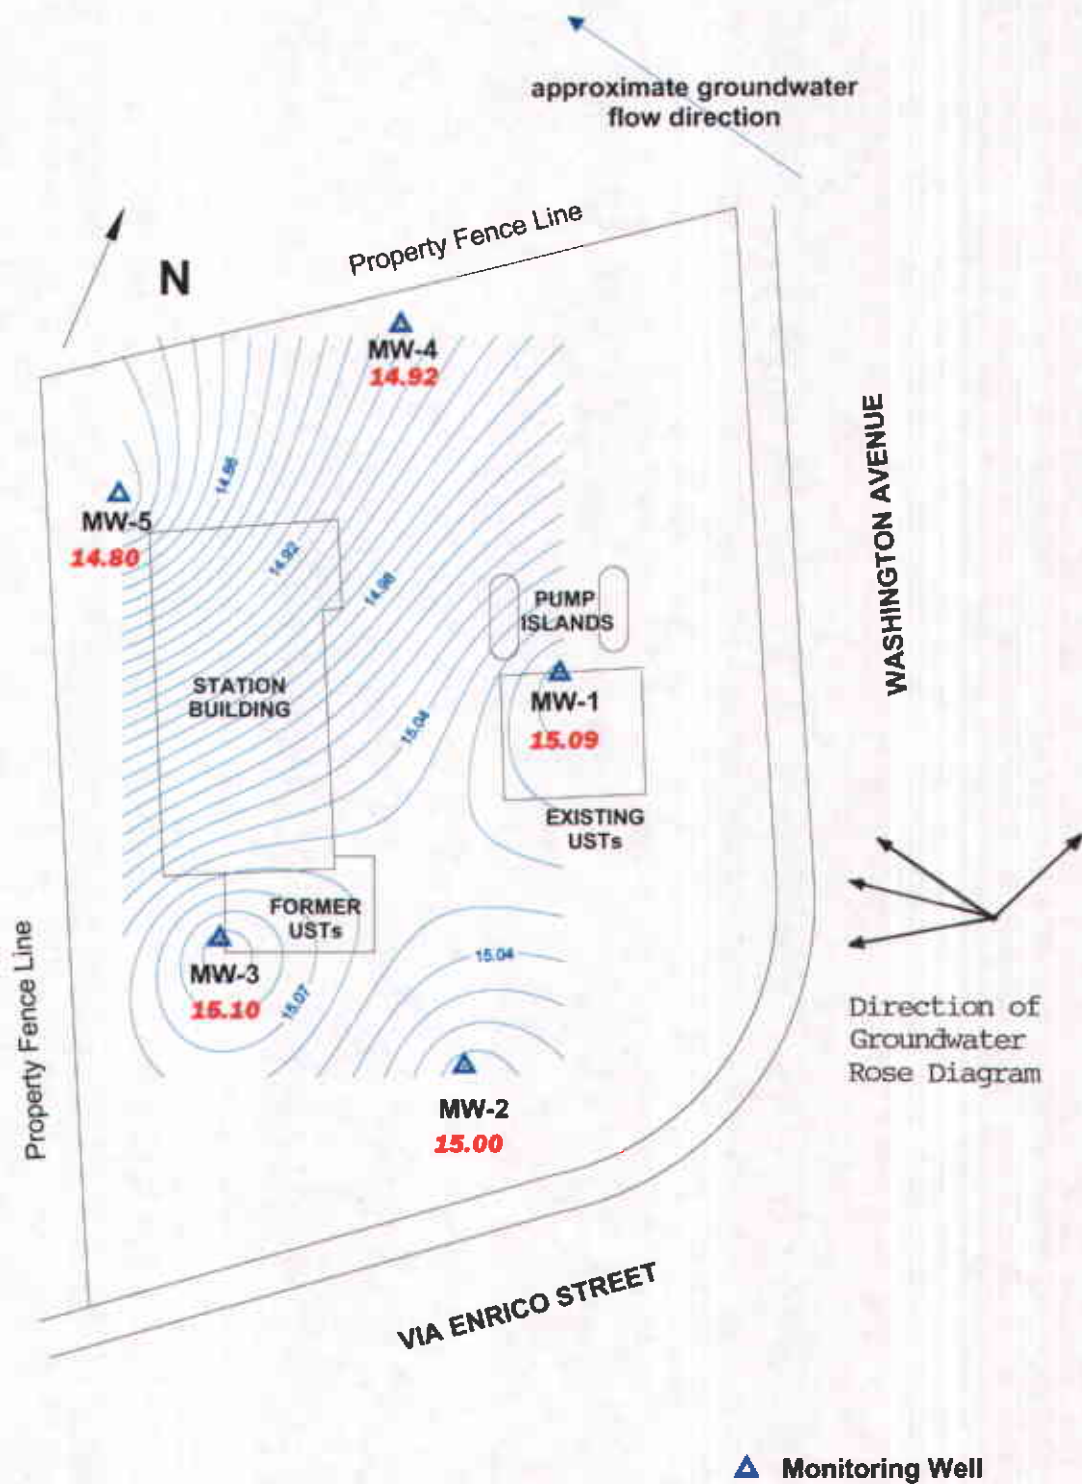 approximate groundwater
flow direction
Property Fence Line
N
MW-4
14.92
14.86
MW-5
14.80
14.92
14.98
PUMP
ISLANDS
WASHINGTON AVENUE
STATION
BUILDING
MW-1
15.09
15.04
EXISTING
USTs
FORMER
USTs
15.04
MW-3
15.10
15.07
Property Fence Line
Direction of
Groundwater
Rose Diagram
MW-2
15.00
VIA ENRICO STREET
Monitoring Well